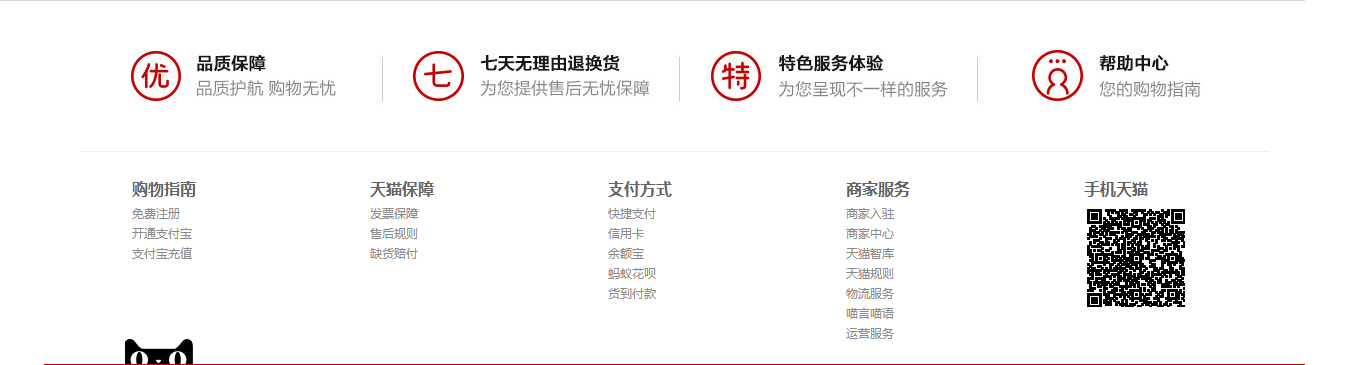 优
品质保障
品质护航 购物无忧
七
七天无理由退换货
为您提供售后无忧保障
特
特色服务体验
为您呈现不一样的服务
帮助中心
您的购物指南
购物指南
免费注册
开通支付宝
支付宝充值
天猫保障
发票保障
售后规则
缺货赔付
支付方式
快捷支付
信用卡
余额宝
蚂蚁花呗
货到付款
商家服务
商家入驻
商家中心
天猫智库
天猫规则
物流服务
喵言喵语
运营服务
手机天猫